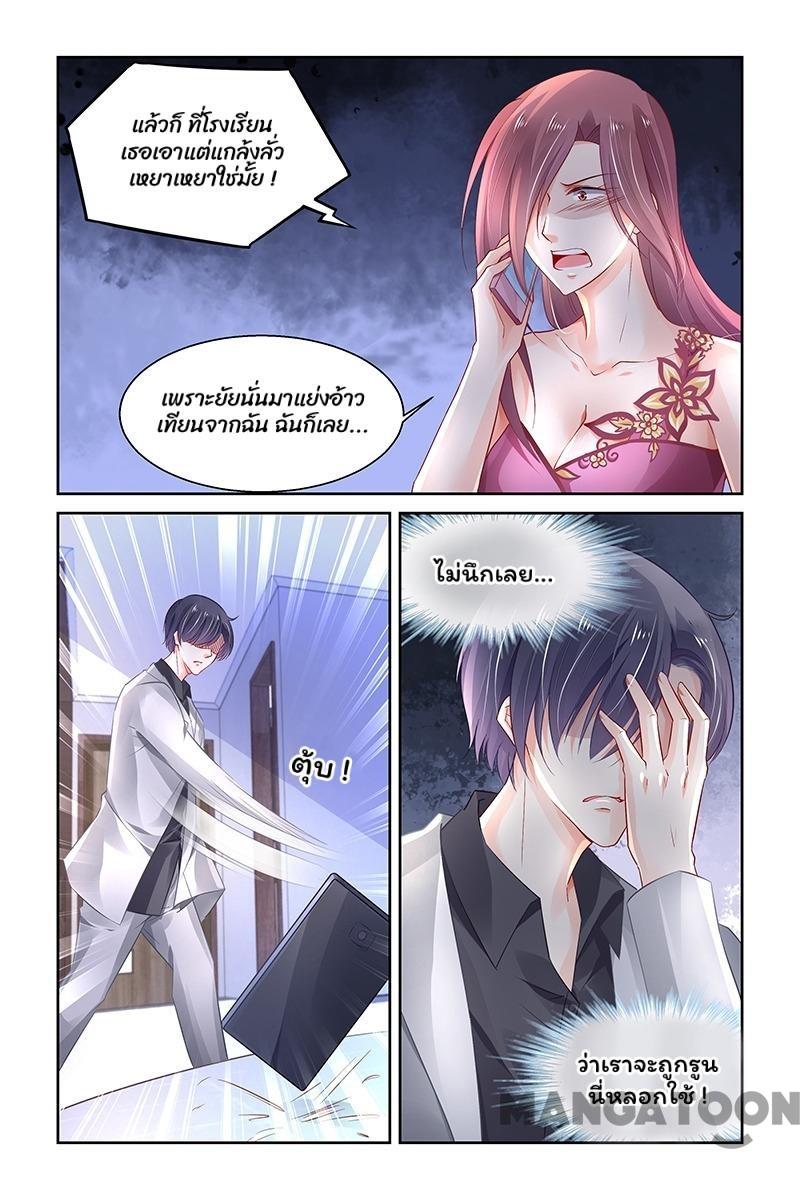 แล้วก็ ที่โรงเรียน
เธอเอาแต่แกล้งลั่ว
เหยาเหยาใช่มั้ย !
เพราะยัยนั่นมาแย่งอ้าว
เทียนจากฉัน ฉันก็เลย...
ไม่นึกเลย...
ตุ้บ !
ว่าเราจะถูกรูน
นี่หลอกใช้ !
MANGATOON